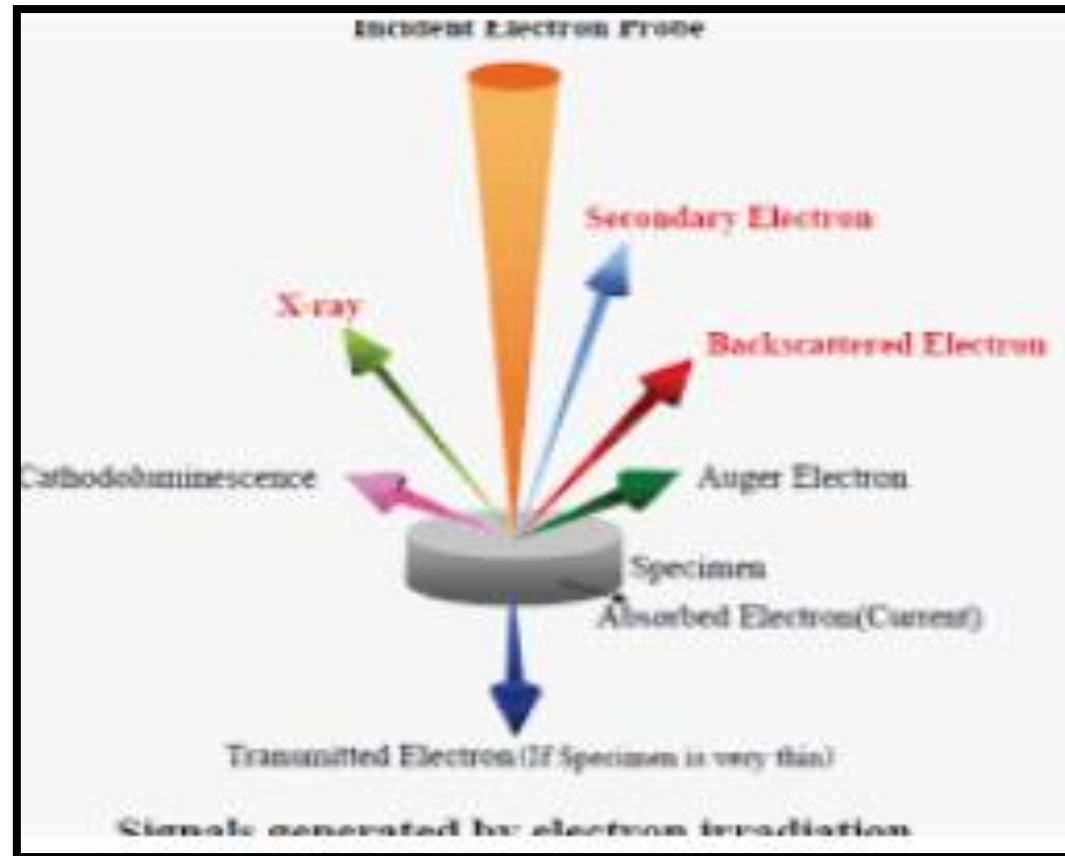 Incident Electron Probe
Secondary Electron
X-ray
Backscattered Electron
Cathodoluminescence
Auger Electron
Specimen
Absorbed Electron(Current)
Transmitted Electron(If Specimen is very thin)
Signals generated by electron irradiation